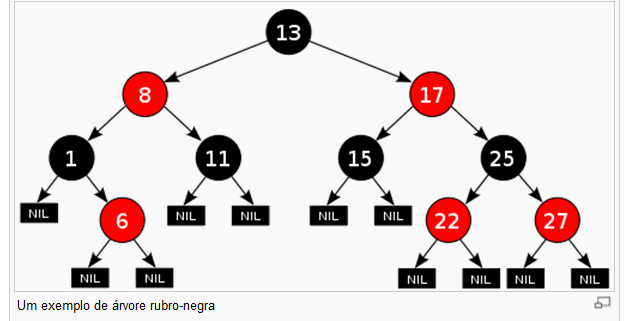 13
8 17
1 11 15 25
NIL 6 NIL NIL NIL NIL 22 27
NIL NIL NIL NIL NIL NIL
Um exemplo de árvore rubro-negra